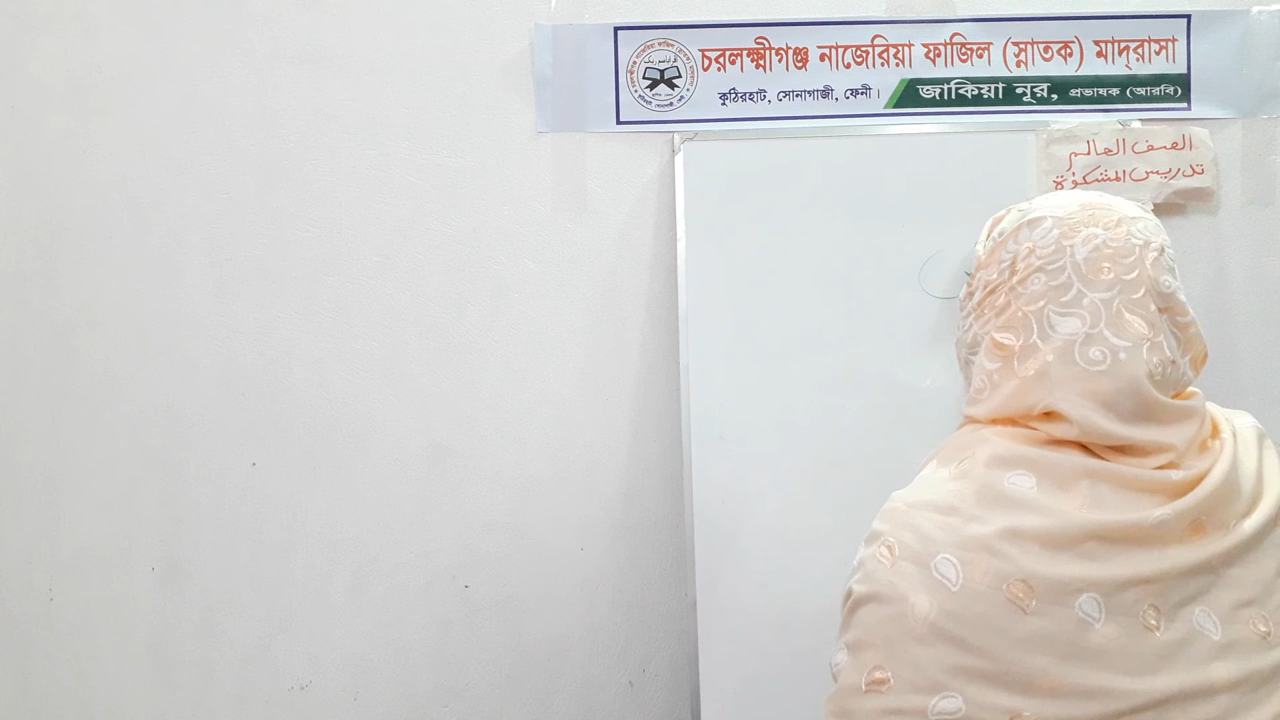 চরলক্ষ্মীগঞ্জ নাজেরিয়া ফাজিল (স্নাতক) মাদ্‌রাসা
কুঠিরহাট, সোনাগাজী, ফেনী।
জাকিয়া নূর, প্রভাষক (আরবি)
الصف العالم
تدريس المشكوة